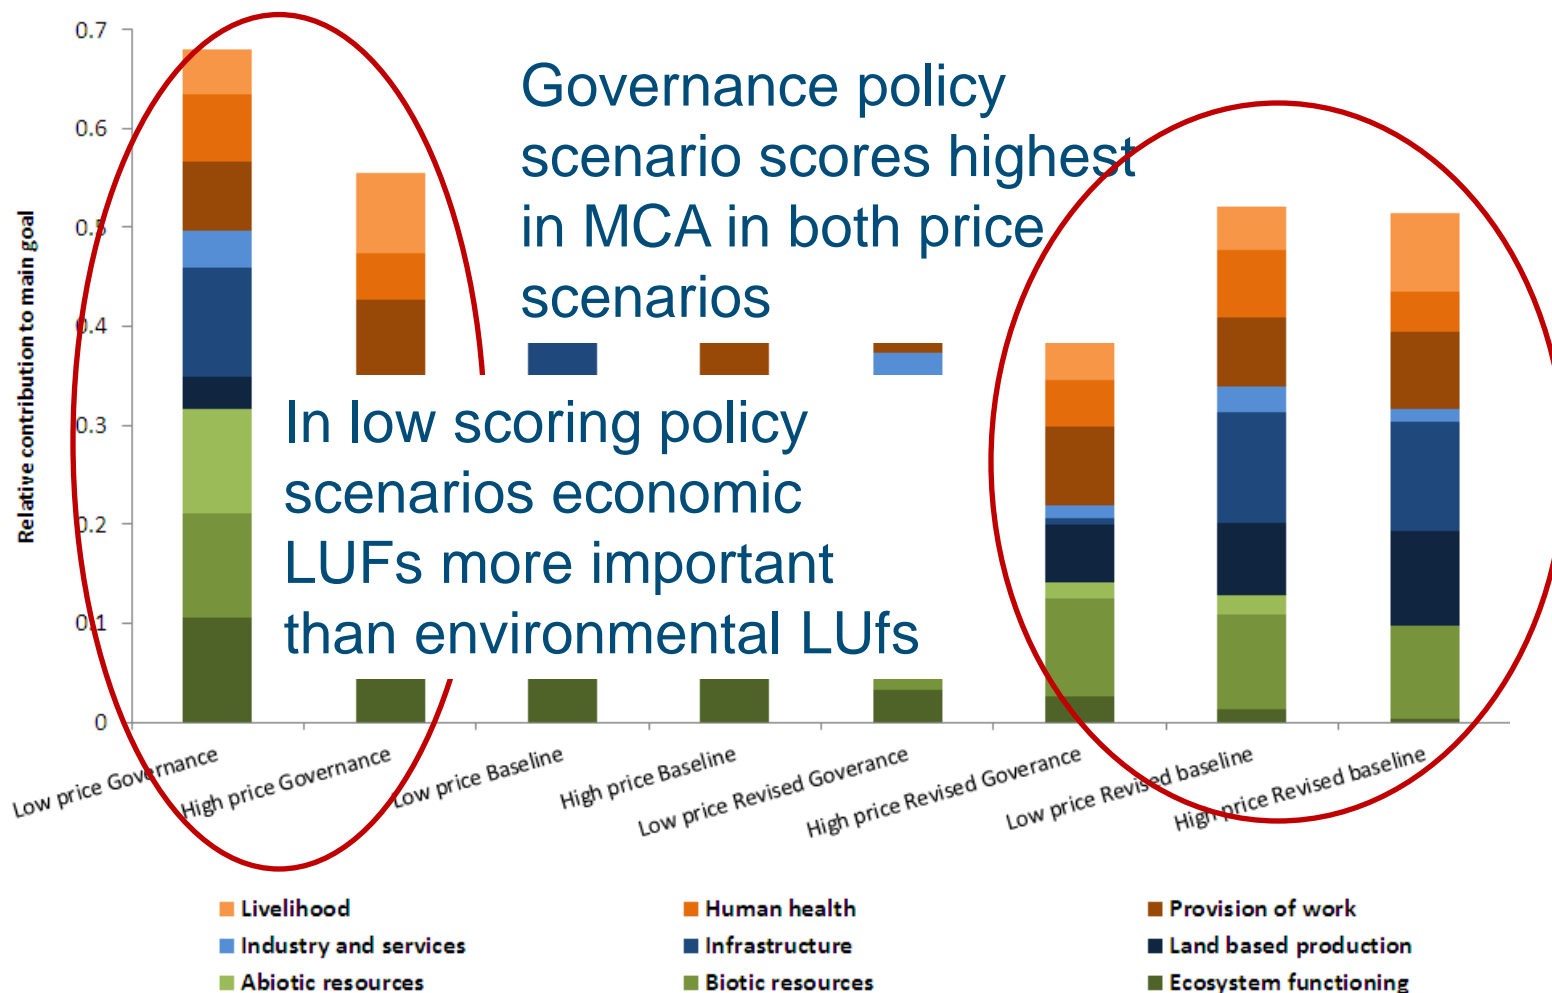 0.7
0.6
0.5
0.4
0.3
0.2
0.1
0
Relative contribution to main goal
Governance policy
scenario scores highest
in MCA in both price
scenarios
In low scoring policy
scenarios economic
LUFs more important
than environmental LUfs
Low price Governance
High price Governance
Low price Baseline
High price Baseline
Low price Revised Goverance
High price Revised Goverance
Low price Revised baseline
High price Revised baseline
Livelihood
Human health
Provision of work
Industry and services
Infrastructure
Land based production
Abiotic resources
Biotic resources
Ecosystem functioning